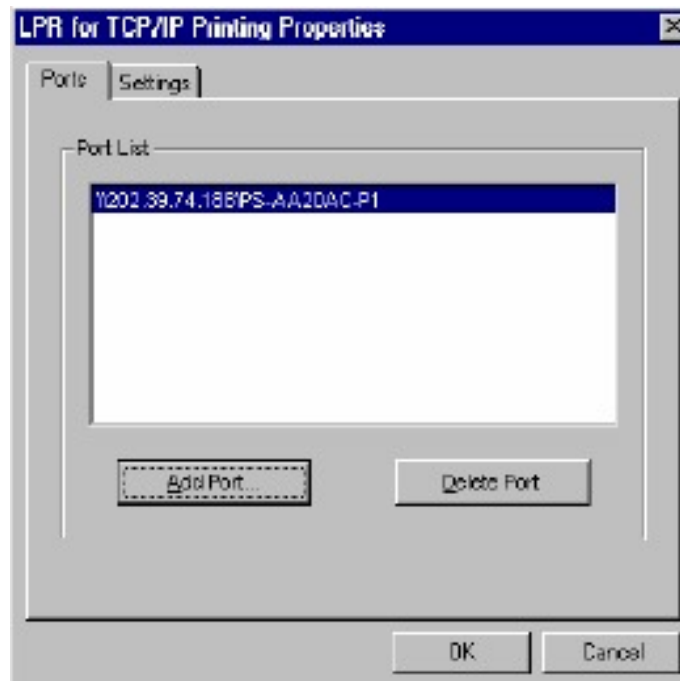 LPR for TCP/IP Printing Properties
Ports
Settings
Port List
\\202.39.74.186\PS-AA20AC-P1
Add Port...
Delete Port
OK
Cancel